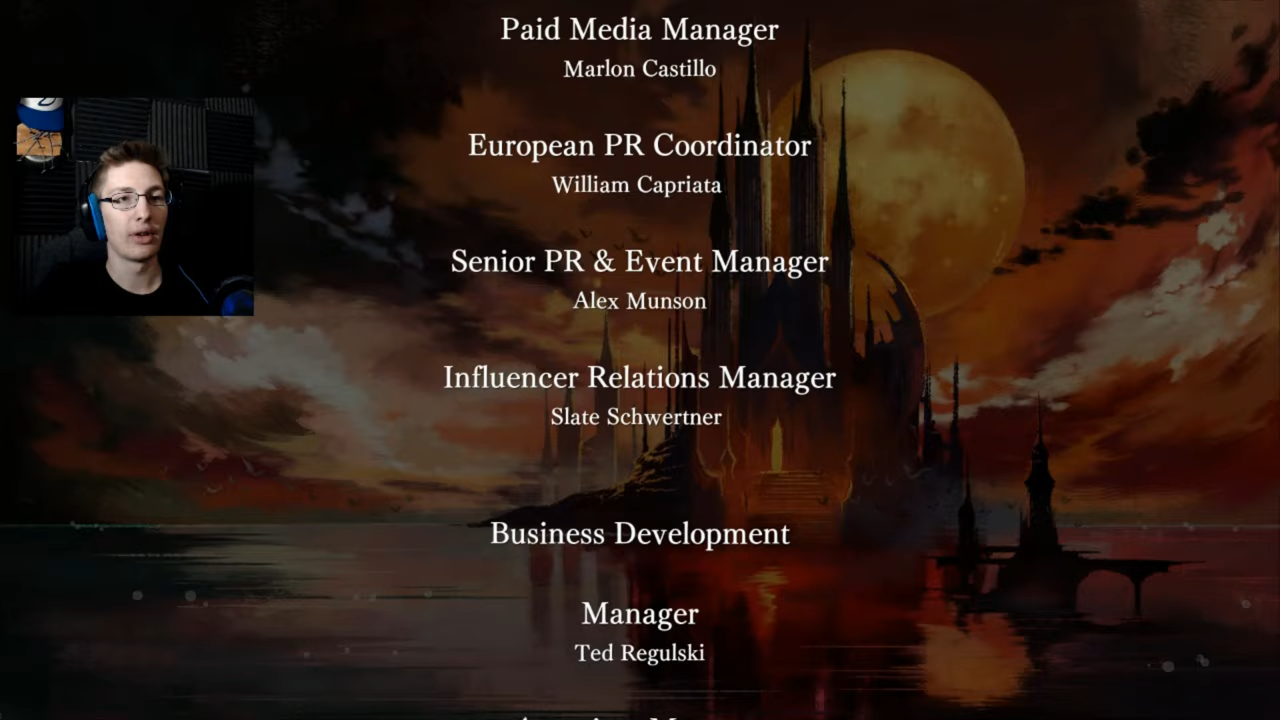 Paid Media Manager
Marlon Castillo
European PR Coordinator
William Capriata
Senior PR & Event Manager
Alex Munson
Influencer Relations Manager
Slate Schwertner
Business Development
Manager
Ted Regulski